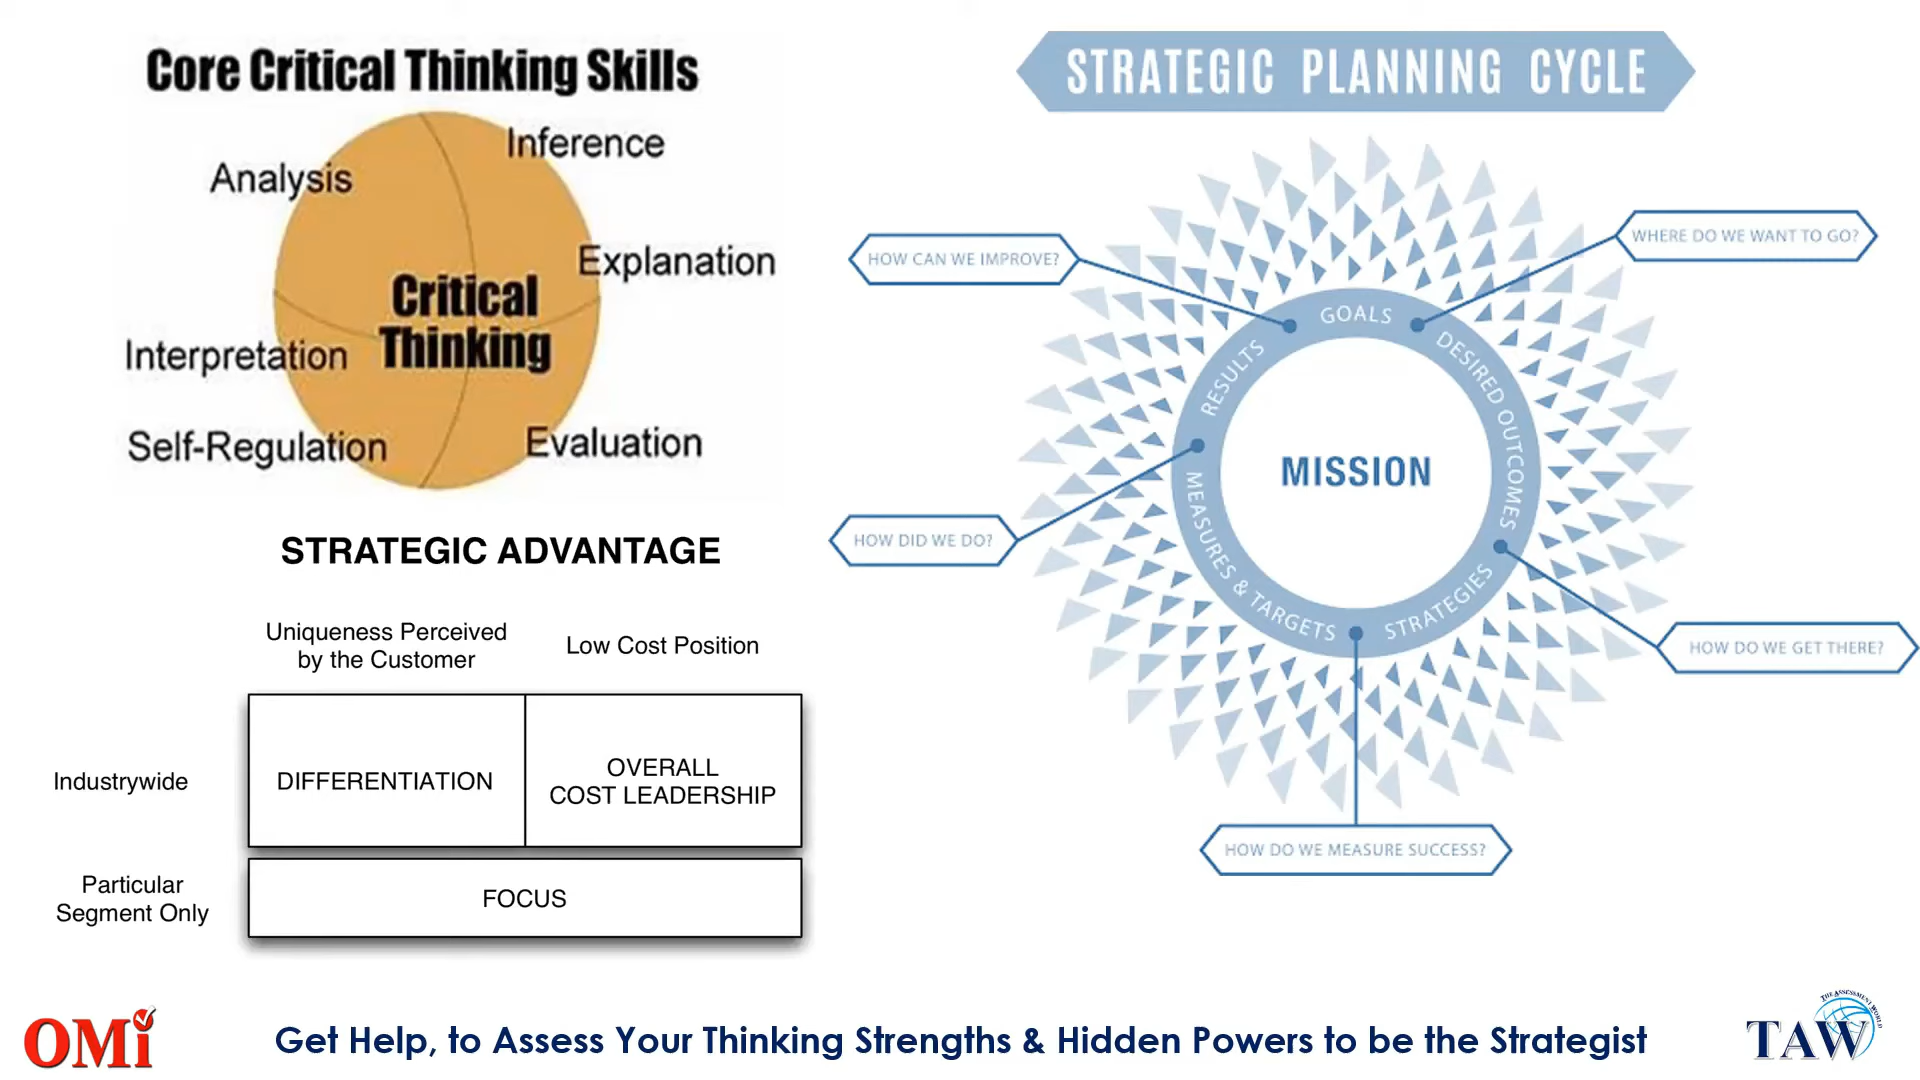 Core Critical Thinking Skills
Analysis
Inference
Explanation
Critical
Thinking
Interpretation
Self-Regulation
Evaluation
STRATEGIC ADVANTAGE
Uniqueness Perceived
by the Customer
Low Cost Position
Industrywide
DIFFERENTIATION
OVERALL
COST LEADERSHIP
Particular
Segment Only
FOCUS
STRATEGIC PLANNING CYCLE
HOW CAN WE IMPROVE?
WHERE DO WE WANT TO GO?
GOALS
DESIRED OUTCOMES
STRATEGIES
MEASURES & TARGETS
RESULTS
MISSION
HOW DID WE DO?
HOW DO WE GET THERE?
HOW DO WE MEASURE SUCCESS?
OMi
Get Help, to Assess Your Thinking Strengths & Hidden Powers to be the Strategist
THE ASSESSMENT WORLD
TAW